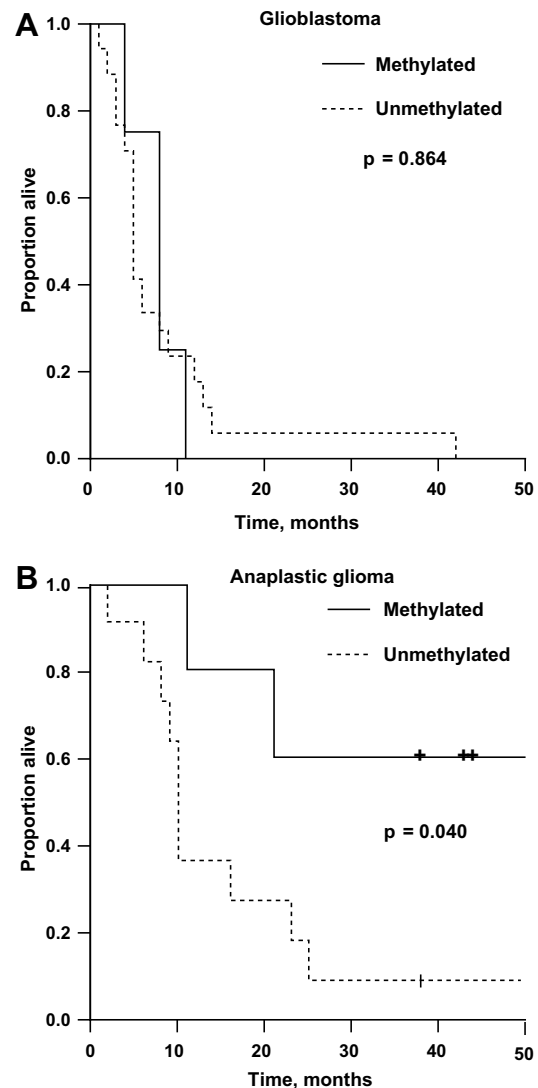 A
Glioblastoma
Methylated
Unmethylated
p = 0.864
Proportion alive
1.0
0.8
0.6
0.4
0.2
0.0
0 10 20 30 40 50
Time, months
B
Anaplastic glioma
Methylated
Unmethylated
p = 0.040
Proportion alive
1.0
0.8
0.6
0.4
0.2
0.0
0 10 20 30 40 50
Time, months